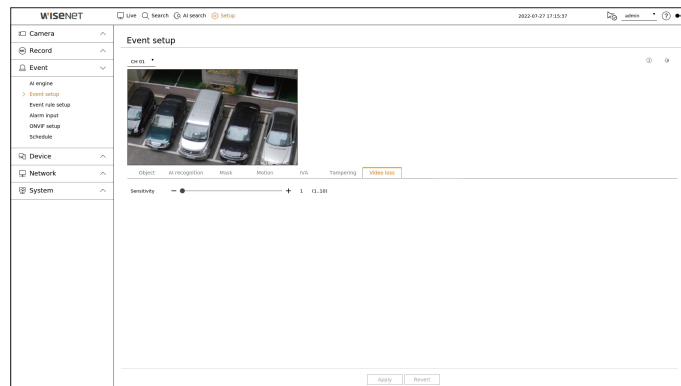 WISENET
Live Search AI search Setup 2022-07-27 17:15:37 admin ?
Camera
Record
Event
AI engine
> Event setup
Event rule setup
Alarm input
ONVIF setup
Schedule
Device
Network
System
Event setup
CH 01
Object AI recognition Mask Motion IVA Tampering Video loss
Sensitivity − + 1 (1..10)
Apply Revert